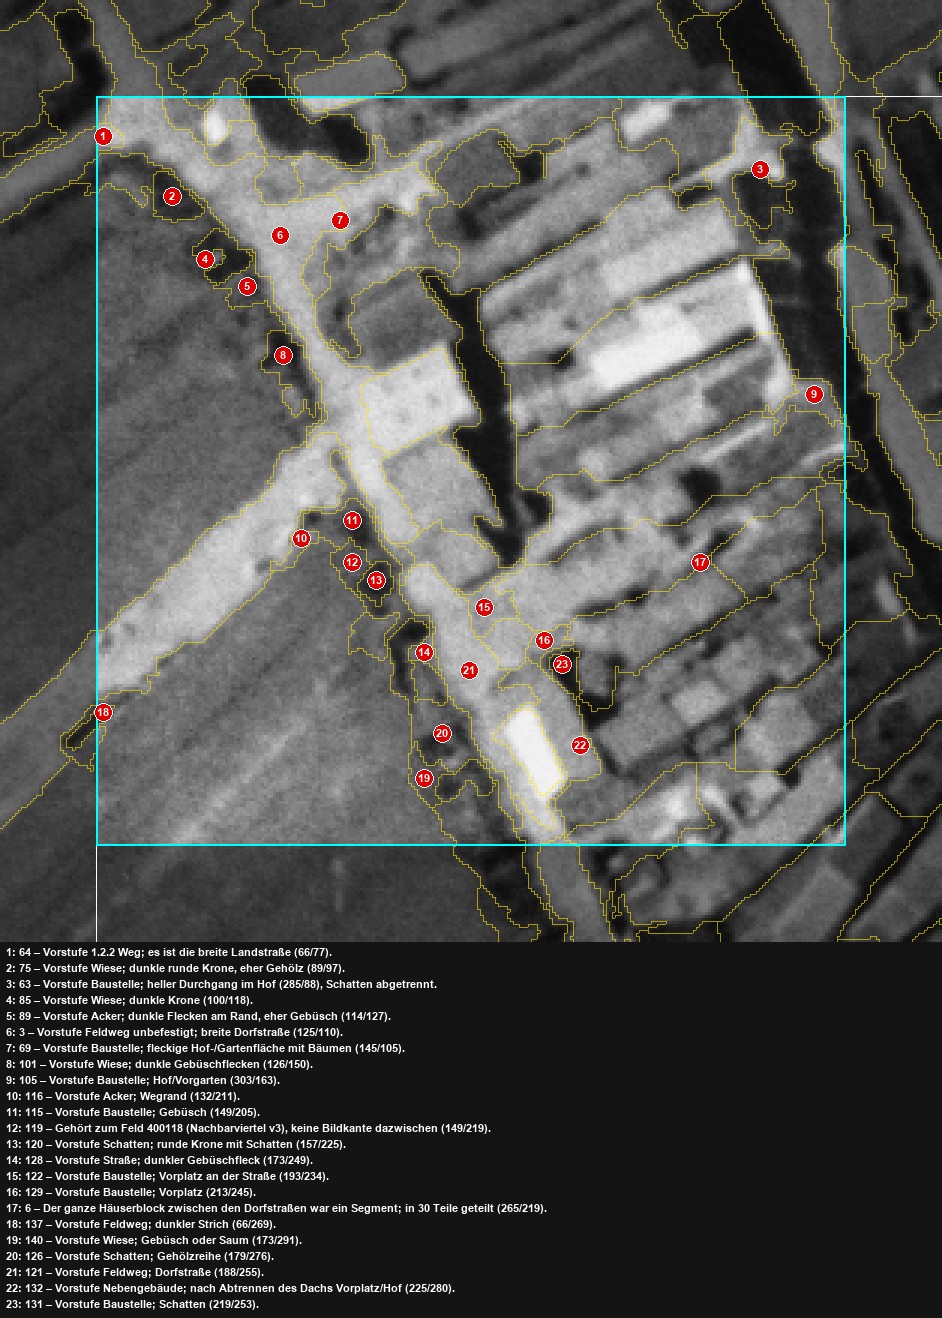 1
2
3
4
5
6
7
8
9
10
11
12
13
14
15
16
17
18
19
20
21
22
23
1: 64 – Vorstufe 1.2.2 Weg; es ist die breite Landstraße (66/77).
2: 75 – Vorstufe Wiese; dunkle runde Krone, eher Gehölz (89/97).
3: 63 – Vorstufe Baustelle; heller Durchgang im Hof (285/88), Schatten abgetrennt.
4: 85 – Vorstufe Wiese; dunkle Krone (100/118).
5: 89 – Vorstufe Acker; dunkle Flecken am Rand, eher Gebüsch (114/127).
6: 3 – Vorstufe Feldweg unbefestigt; breite Dorfstraße (125/110).
7: 69 – Vorstufe Baustelle; fleckige Hof-/Gartenfläche mit Bäumen (145/105).
8: 101 – Vorstufe Wiese; dunkle Gebüschflecken (126/150).
9: 105 – Vorstufe Baustelle; Hof/Vorgarten (303/163).
10: 116 – Vorstufe Acker; Wegrand (132/211).
11: 115 – Vorstufe Baustelle; Gebüsch (149/205).
12: 119 – Gehört zum Feld 400118 (Nachbarviertel v3), keine Bildkante dazwischen (149/219).
13: 120 – Vorstufe Schatten; runde Krone mit Schatten (157/225).
14: 128 – Vorstufe Straße; dunkler Gebüschfleck (173/249).
15: 122 – Vorstufe Baustelle; Vorplatz an der Straße (193/234).
16: 129 – Vorstufe Baustelle; Vorplatz (213/245).
17: 6 – Der ganze Häuserblock zwischen den Dorfstraßen war ein Segment; in 30 Teile geteilt (265/219).
18: 137 – Vorstufe Feldweg; dunkler Strich (66/269).
19: 140 – Vorstufe Wiese; Gebüsch oder Saum (173/291).
20: 126 – Vorstufe Schatten; Gehölzreihe (179/276).
21: 121 – Vorstufe Feldweg; Dorfstraße (188/255).
22: 132 – Vorstufe Nebengebäude; nach Abtrennen des Dachs Vorplatz/Hof (225/280).
23: 131 – Vorstufe Baustelle; Schatten (219/253).